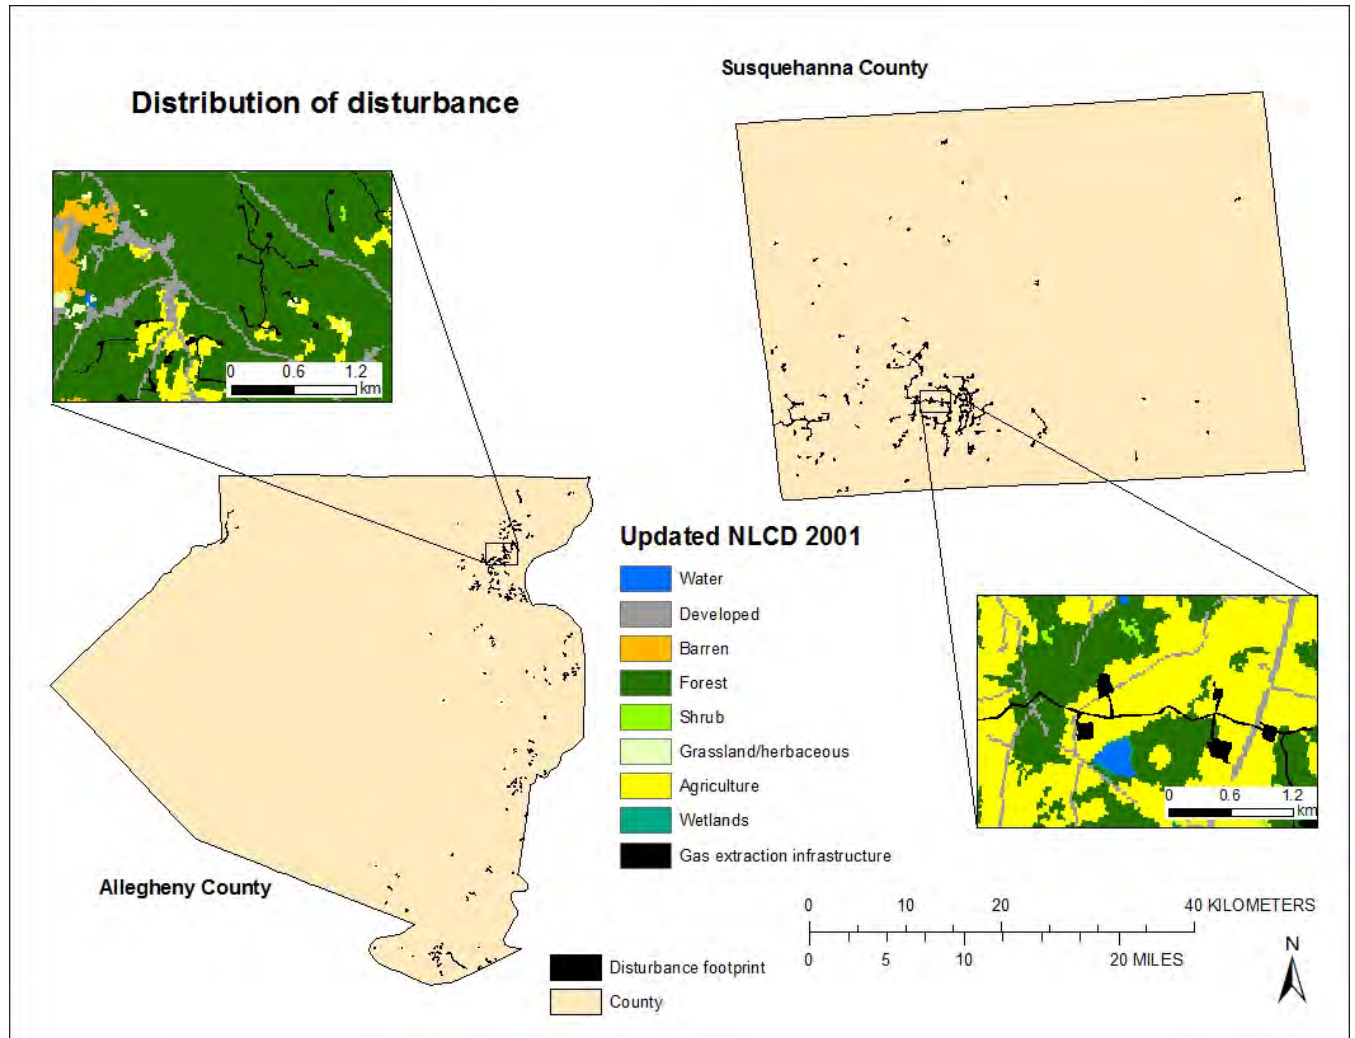 Susquehanna County
Distribution of disturbance
0 0.6 1.2
km
Updated NLCD 2001
Water
Developed
Barren
Forest
Shrub
Grassland/herbaceous
Agriculture
Wetlands
Gas extraction infrastructure
0 0.6 1.2
km
Allegheny County
0 10 20 40 KILOMETERS
0 5 10 20 MILES
N
Disturbance footprint
County